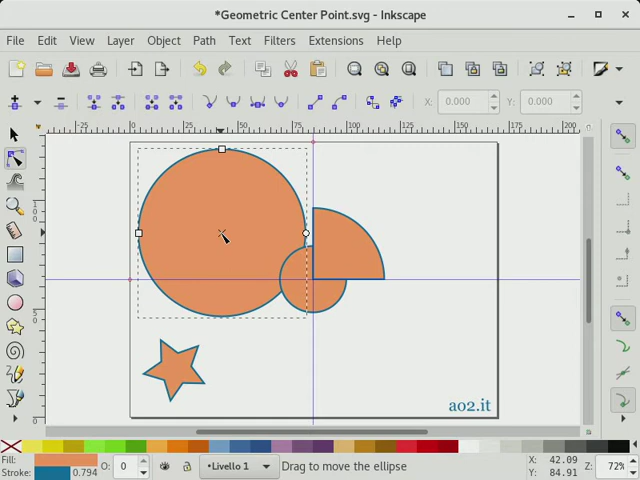 *Geometric Center Point.svg - Inkscape
File Edit View Layer Object Path Text Filters Extensions Help
X: 0.000 Y: 0.000
-25 0 25 50 75 100 125 150 175 200
ao2.it
Fill:
Stroke: 0.794 O: 0 •Livello 1 Drag to move the ellipse X: 42.09 Y: 84.91 Z: 72%